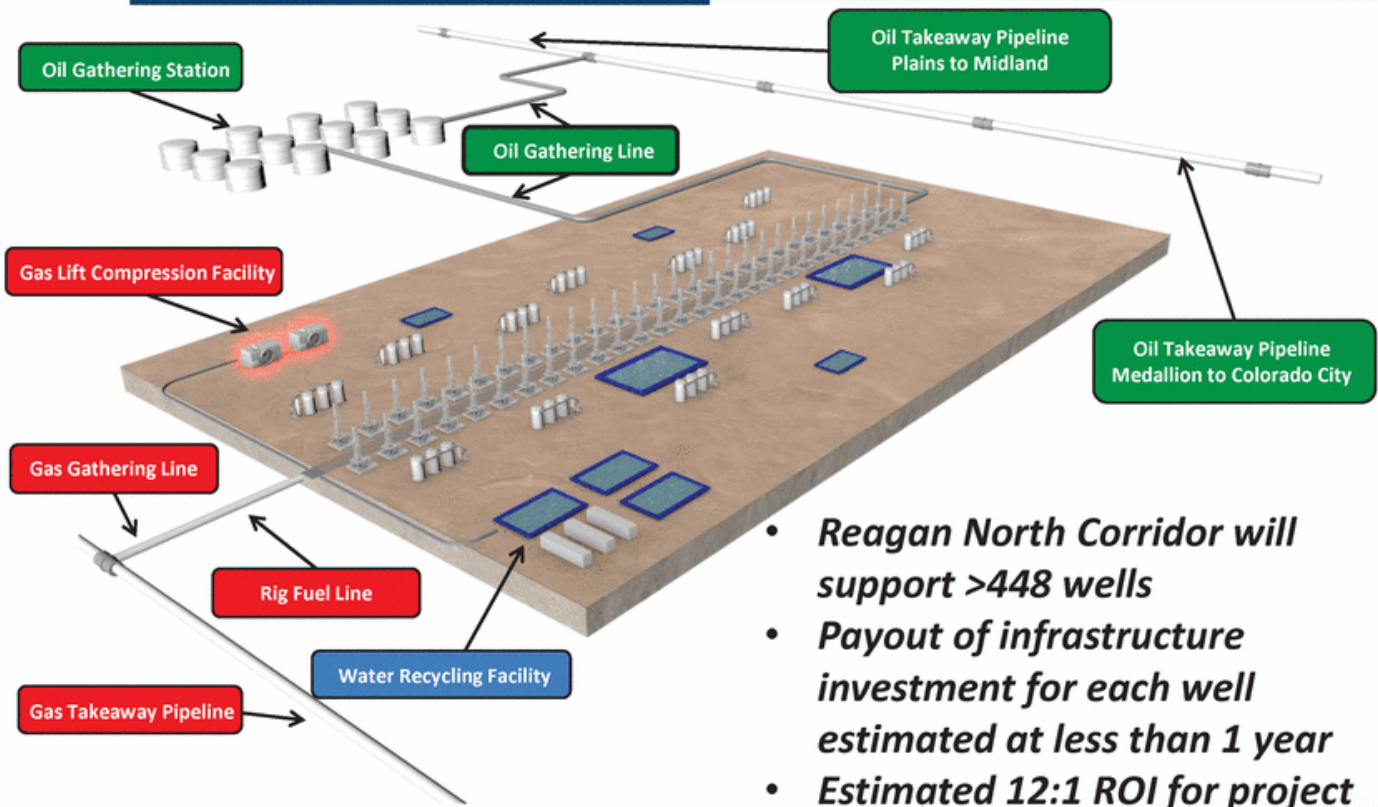 Oil Takeaway Pipeline
Plains to Midland
Oil Gathering Station
Oil Gathering Line
Gas Lift Compression Facility
Oil Takeaway Pipeline
Medallion to Colorado City
Gas Gathering Line
Rig Fuel Line
Water Recycling Facility
Gas Takeaway Pipeline
• Reagan North Corridor will
support >448 wells
• Payout of infrastructure
investment for each well
estimated at less than 1 year
• Estimated 12:1 ROI for project